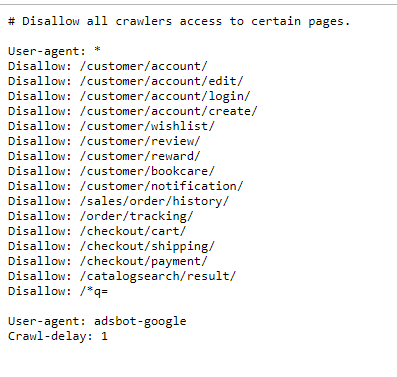 # Disallow all crawlers access to certain pages.
User-agent: *
Disallow: /customer/account/
Disallow: /customer/account/edit/
Disallow: /customer/account/login/
Disallow: /customer/account/create/
Disallow: /customer/wishlist/
Disallow: /customer/review/
Disallow: /customer/reward/
Disallow: /customer/bookcare/
Disallow: /customer/notification/
Disallow: /sales/order/history/
Disallow: /order/tracking/
Disallow: /checkout/cart/
Disallow: /checkout/shipping/
Disallow: /checkout/payment/
Disallow: /catalogsearch/result/
Disallow: /*q=
User-agent: adsbot-google
Crawl-delay: 1